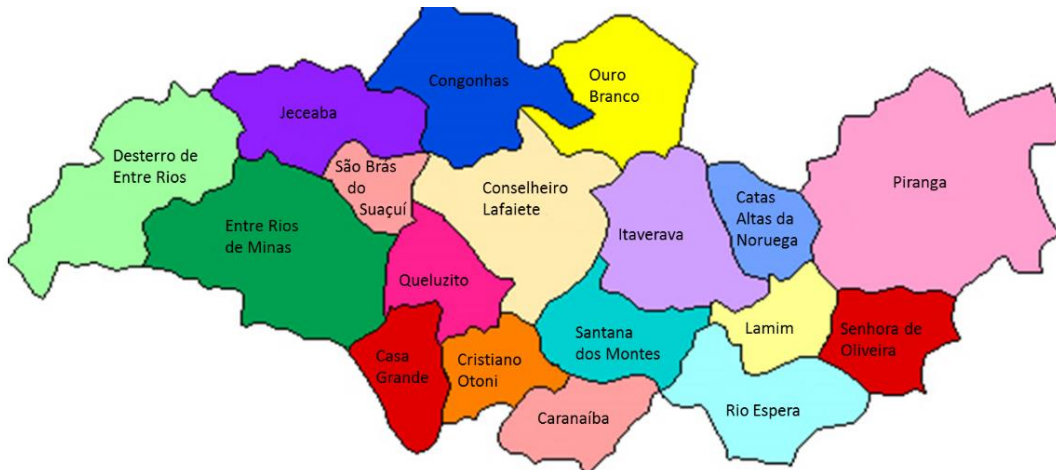 Congonhas
Ouro
Branco
Jeceaba
Desterro de
Entre Rios
São Brás
do
Suaçuí
Conselheiro
Lafaiete
Catas
Altas da
Noruega
Piranga
Entre Rios
de Minas
Itaverava
Queluzito
Santana
dos Montes
Lamim
Senhora de
Oliveira
Casa
Grande
Cristiano
Otoni
Caranaíba
Rio Espera